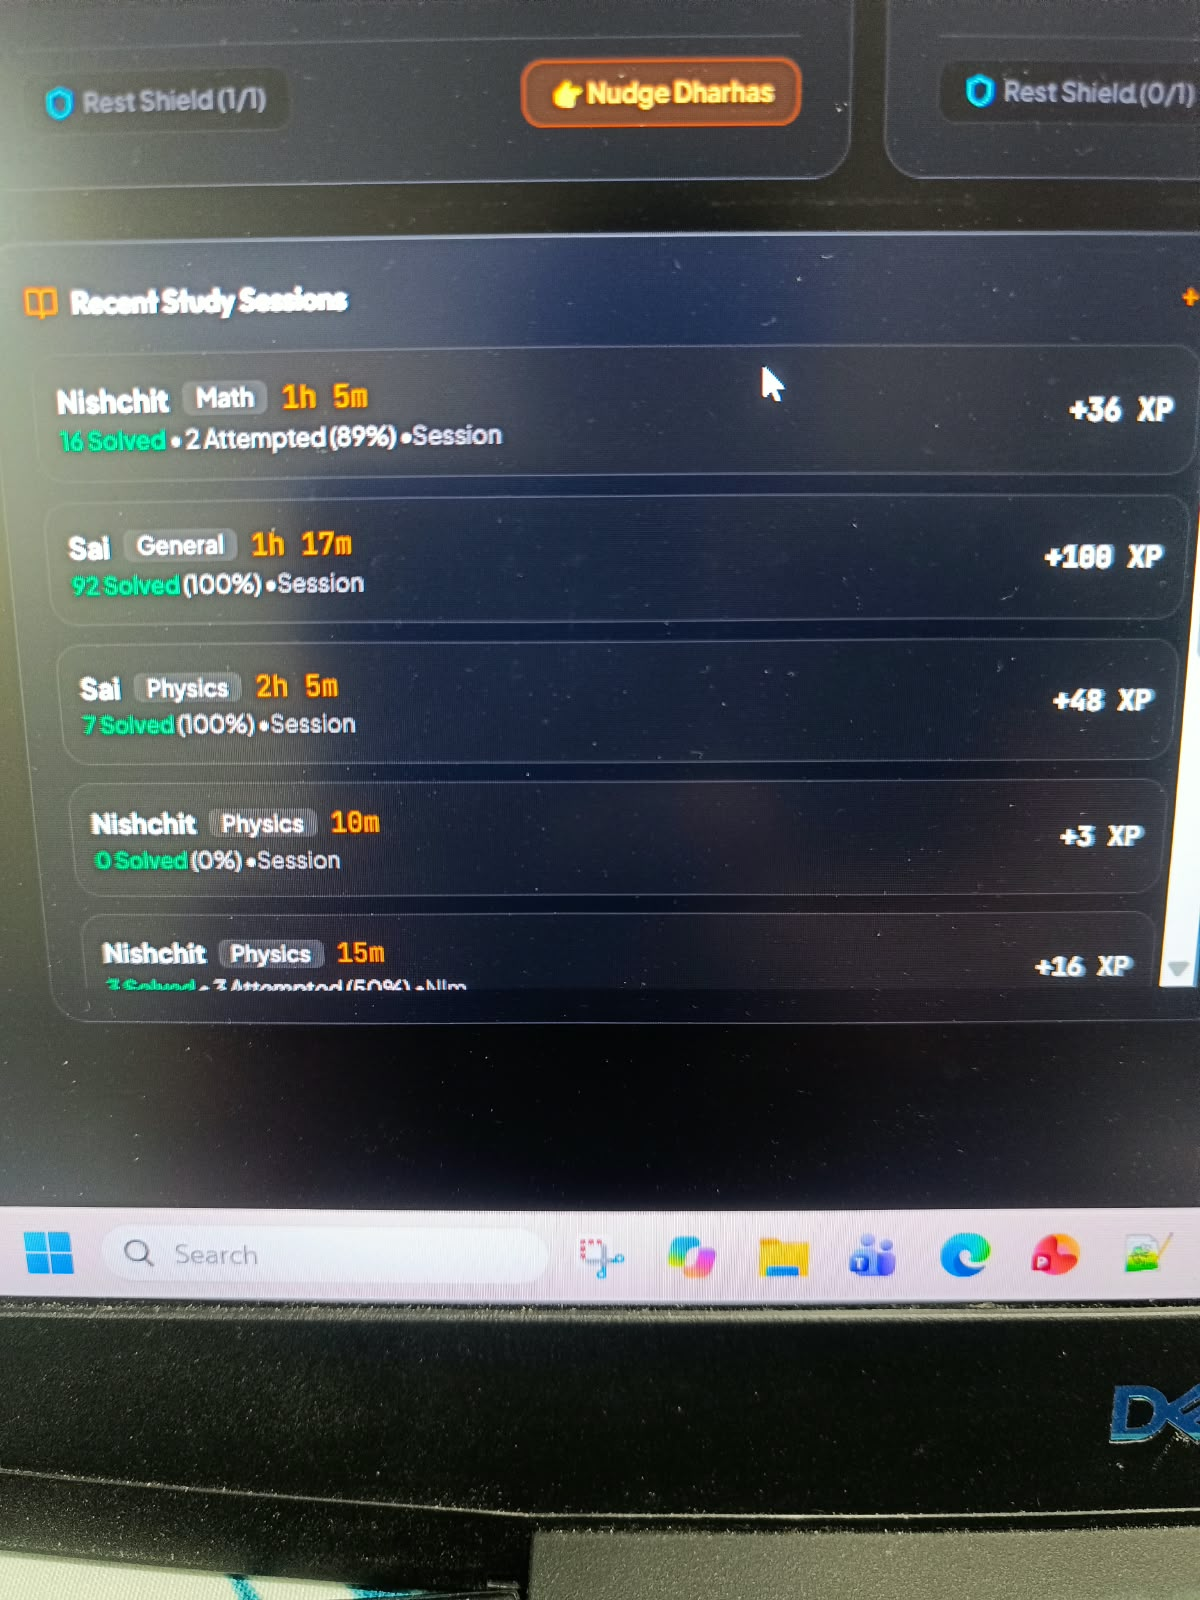 Rest Shield (1/1)
👉 Nudge Dharhas
Rest Shield (0/1)
Recent Study Sessions
+
Nishchit Math 1h 5m
+36 XP
16 Solved • 2 Attempted (89%) • Session
Sai General 1h 17m
+100 XP
92 Solved (100%) • Session
Sai Physics 2h 5m
+48 XP
7 Solved (100%) • Session
Nishchit Physics 10m
+3 XP
0 Solved (0%) • Session
Nishchit Physics 15m
+16 XP
Solved • Attempted (50%) •
Search